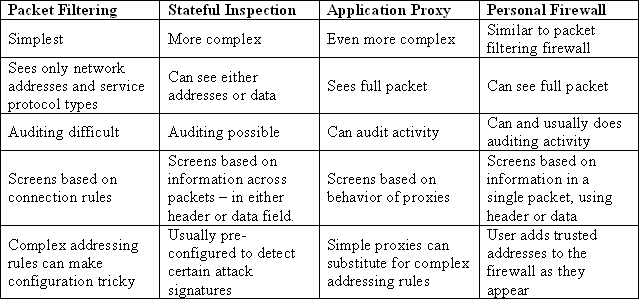 Packet Filtering Stateful Inspection Application Proxy Personal Firewall
Simplest
More complex
Even more complex
Similar to packet
filtering firewall
Sees only network
addresses and service
protocol types
Can see either
addresses or data
Sees full packet
Can see full packet
Auditing difficult
Auditing possible
Can audit activity
Can and usually does
auditing activity
Screens based on
connection rules
Screens based on
information across
packets – in either
header or data field.
Screens based on
behavior of proxies
Screens based on
information in a
single packet, using
header or data
Complex addressing
rules can make
configuration tricky
Usually pre-
configured to detect
certain attack
signatures
Simple proxies can
substitute for complex
addressing rules
User adds trusted
addresses to the
firewall as they
appear